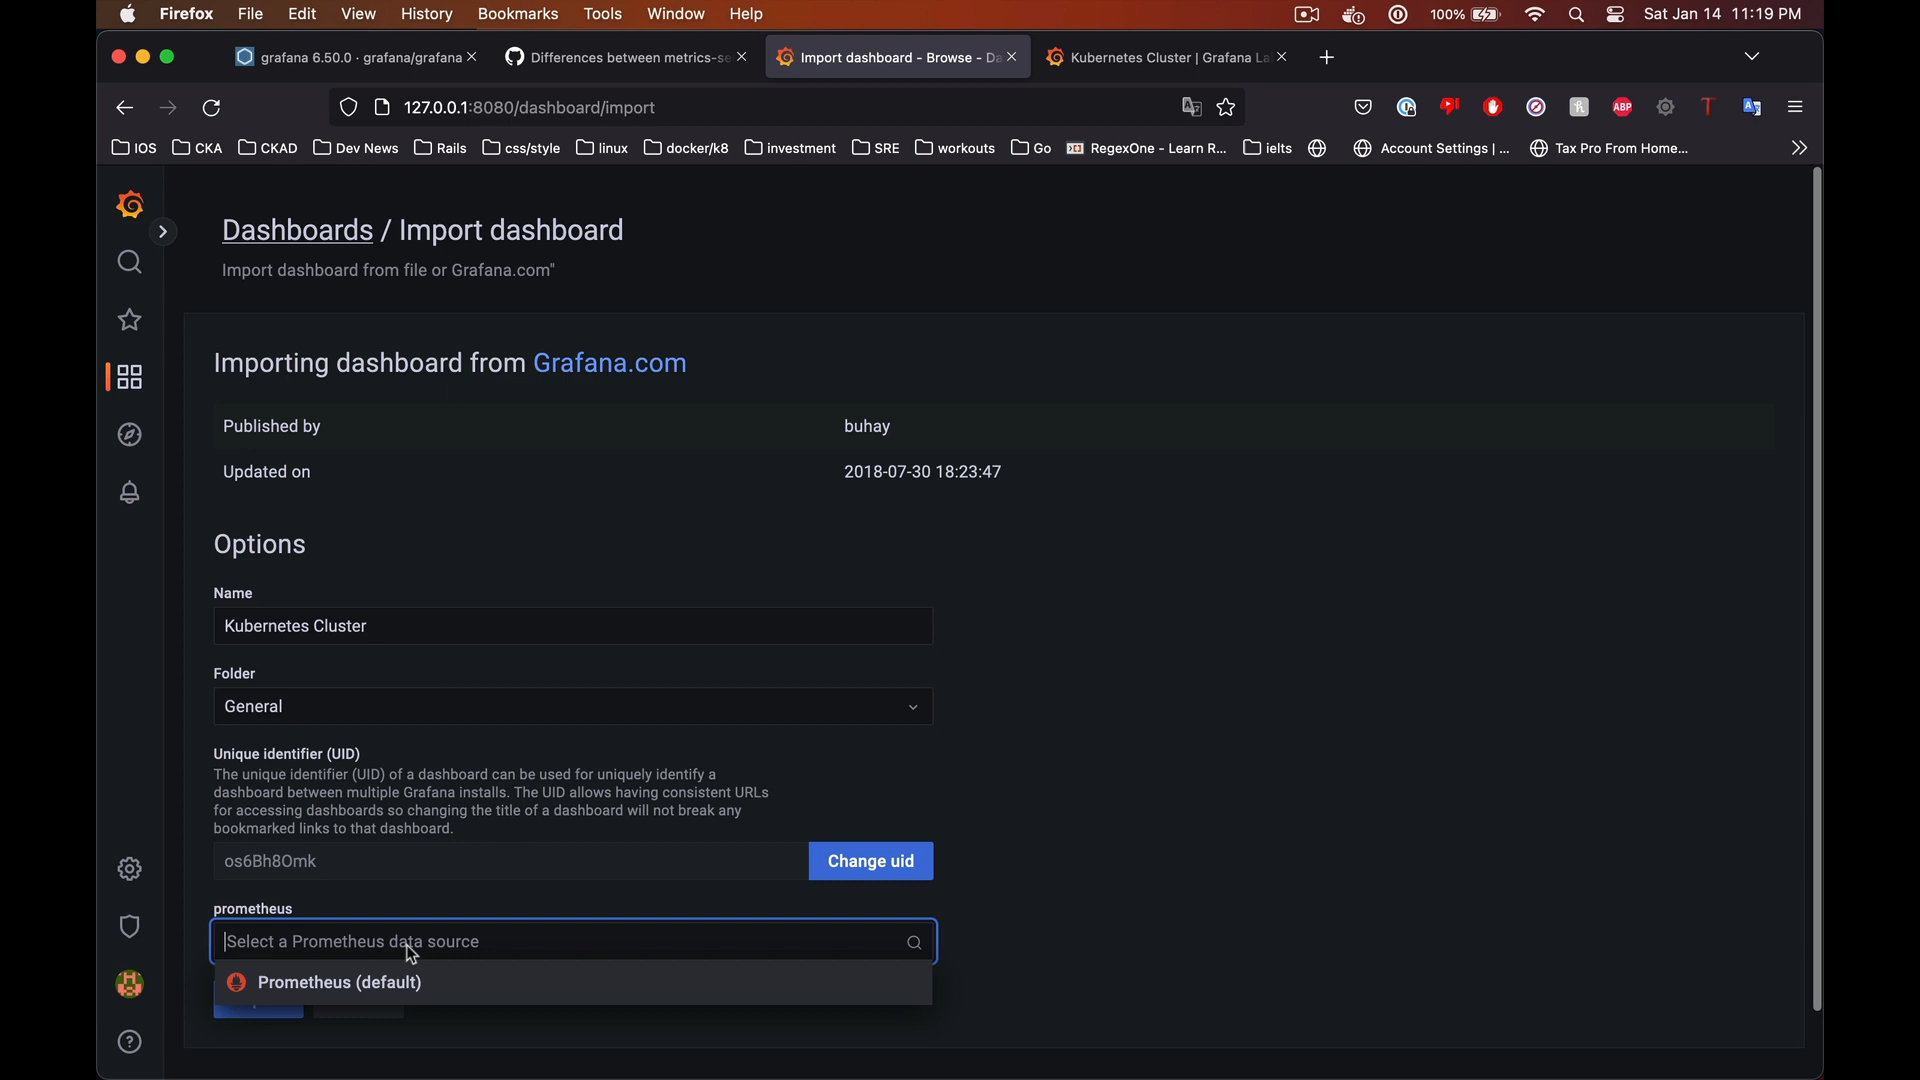 Firefox File Edit View History Bookmarks Tools Window Help 100% Sat Jan 14 11:19 PM
grafana 6.50.0 · grafana/grafana Differences between metrics-se Import dashboard - Browse - Da Kubernetes Cluster | Grafana La
127.0.0.1:8080/dashboard/import ABP
IOS CKA CKAD Dev News Rails css/style linux docker/k8 investment SRE workouts Go RegexOne - Learn R... ielts Account Settings | ... Tax Pro From Home...
Dashboards / Import dashboard
Import dashboard from file or Grafana.com"
Importing dashboard from Grafana.com
Published by buhay
Updated on 2018-07-30 18:23:47
Options
Name
Kubernetes Cluster
Folder
General
Unique identifier (UID)
The unique identifier (UID) of a dashboard can be used for uniquely identify a
dashboard between multiple Grafana installs. The UID allows having consistent URLs
for accessing dashboards so changing the title of a dashboard will not break any
bookmarked links to that dashboard.
os6Bh8Omk Change uid
prometheus
Select a Prometheus data source
Prometheus (default)